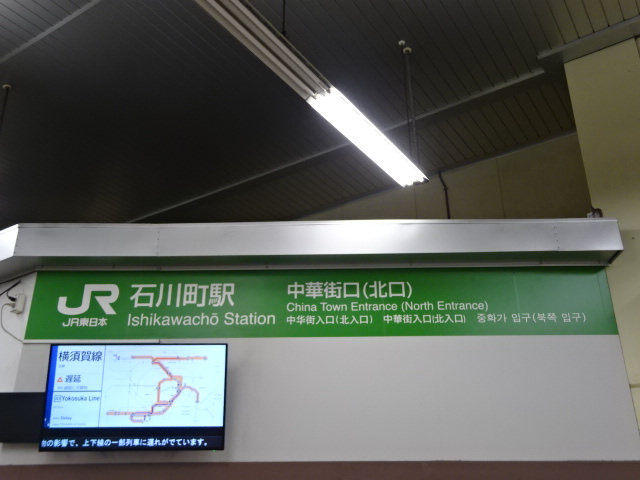 JR
JR東日本
石川町駅
Ishikawachō Station
中華街口(北口)
China Town Entrance (North Entrance)
中华街入口(北入口) 中華街入口(北入口) 중화가 입구(북쪽 입구)
横須賀線
遅延
Yokosuka Line
Delay
の影響で、上下線の一部列車に遅れがでています。